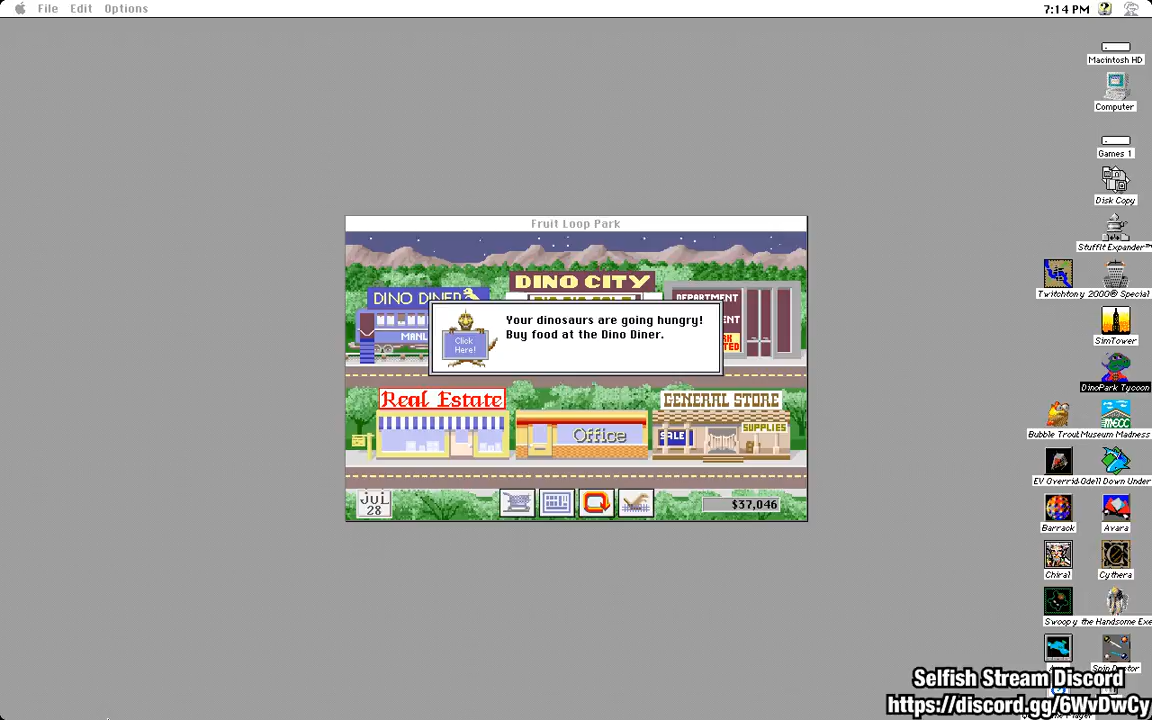 File Edit Options
7:14 PM
Macintosh HD
Computer
Games 1
Disk Copy
StuffIt Expander™
Twitchtony 2000® Special
SimTower
DinoPark Tycoon
Bubble Trout
Museum Madness
EV Override
Odell Down Under
Barrack
Avara
Chiral
Cythera
Swoopy the Handsome Exe
Spin Doctor
Fruit Loop Park
DINO CITY
DINO DINER
DEPARTMENT
Your dinosaurs are going hungry!
Buy food at the Dino Diner.
Click
Here!
Real Estate
Office
GENERAL STORE
SALE
SUPPLIES
Jul
28
$37,046
Selfish Stream Discord
https://discord.gg/6WvDwCy